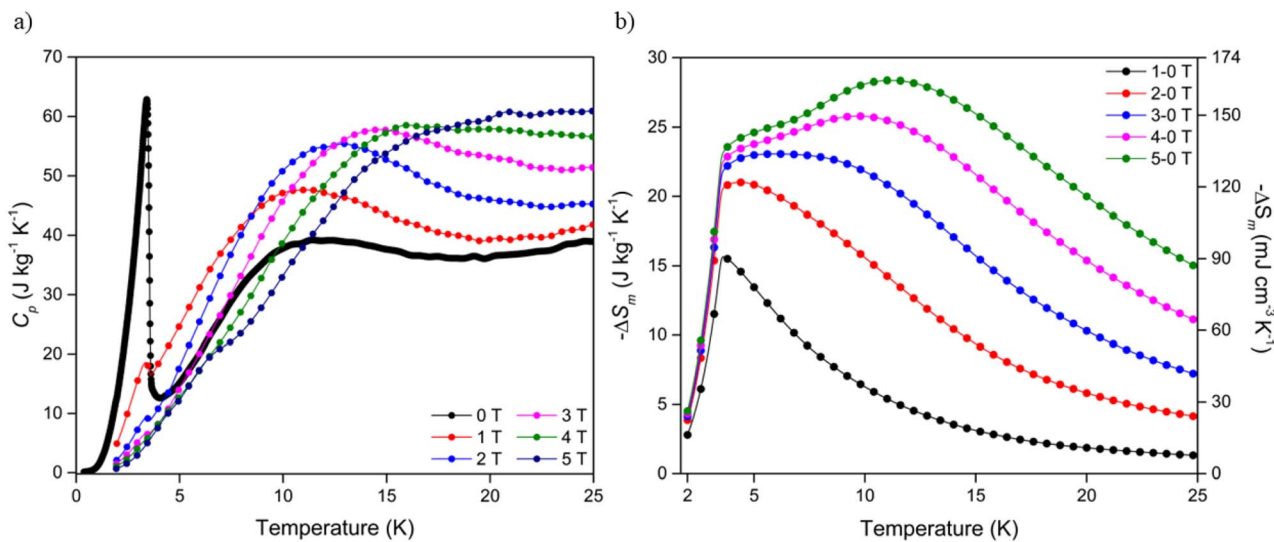 a)
70
60
50
40
30
20
10
0
C_p (J kg⁻¹ K⁻¹)
0 5 10 15 20 25
Temperature (K)
0 T 3 T
1 T 4 T
2 T 5 T
b)
30
25
20
15
10
5
0
-ΔS_m (J kg⁻¹ K⁻¹)
2 5 10 15 20 25
Temperature (K)
1-0 T
2-0 T
3-0 T
4-0 T
5-0 T
174
150
120
90
60
30
0
-ΔS_m (mJ cm⁻³ K⁻¹)